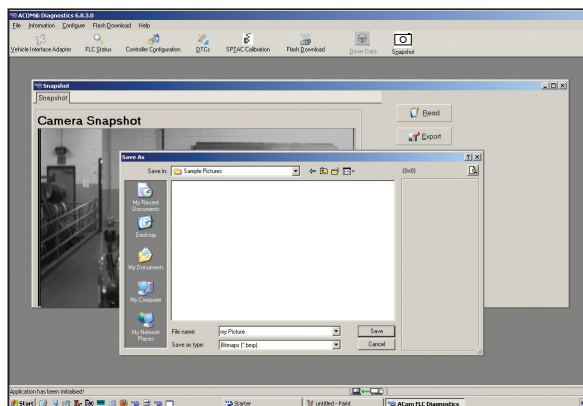 ACOM® Diagnostics 6.8.3.0
File Information Configure Flash Download Help
Vehicle Interface Adapter FLC Status Controller Configuration DTCs SPTAC Calibration Flash Download Driver Data Snapshot
Snapshot
Snapshot
Camera Snapshot
Read
Export
Save As
Save in: Sample Pictures (0x0)
My Recent
Documents
Desktop
My Documents
My Computer
My Network
Places
File name: my Picture Save
Save as type: Bitmaps (*.bmp) Cancel
Application has been initialised!
Start Starter untitled - Paint ACom FLC Diagnostics